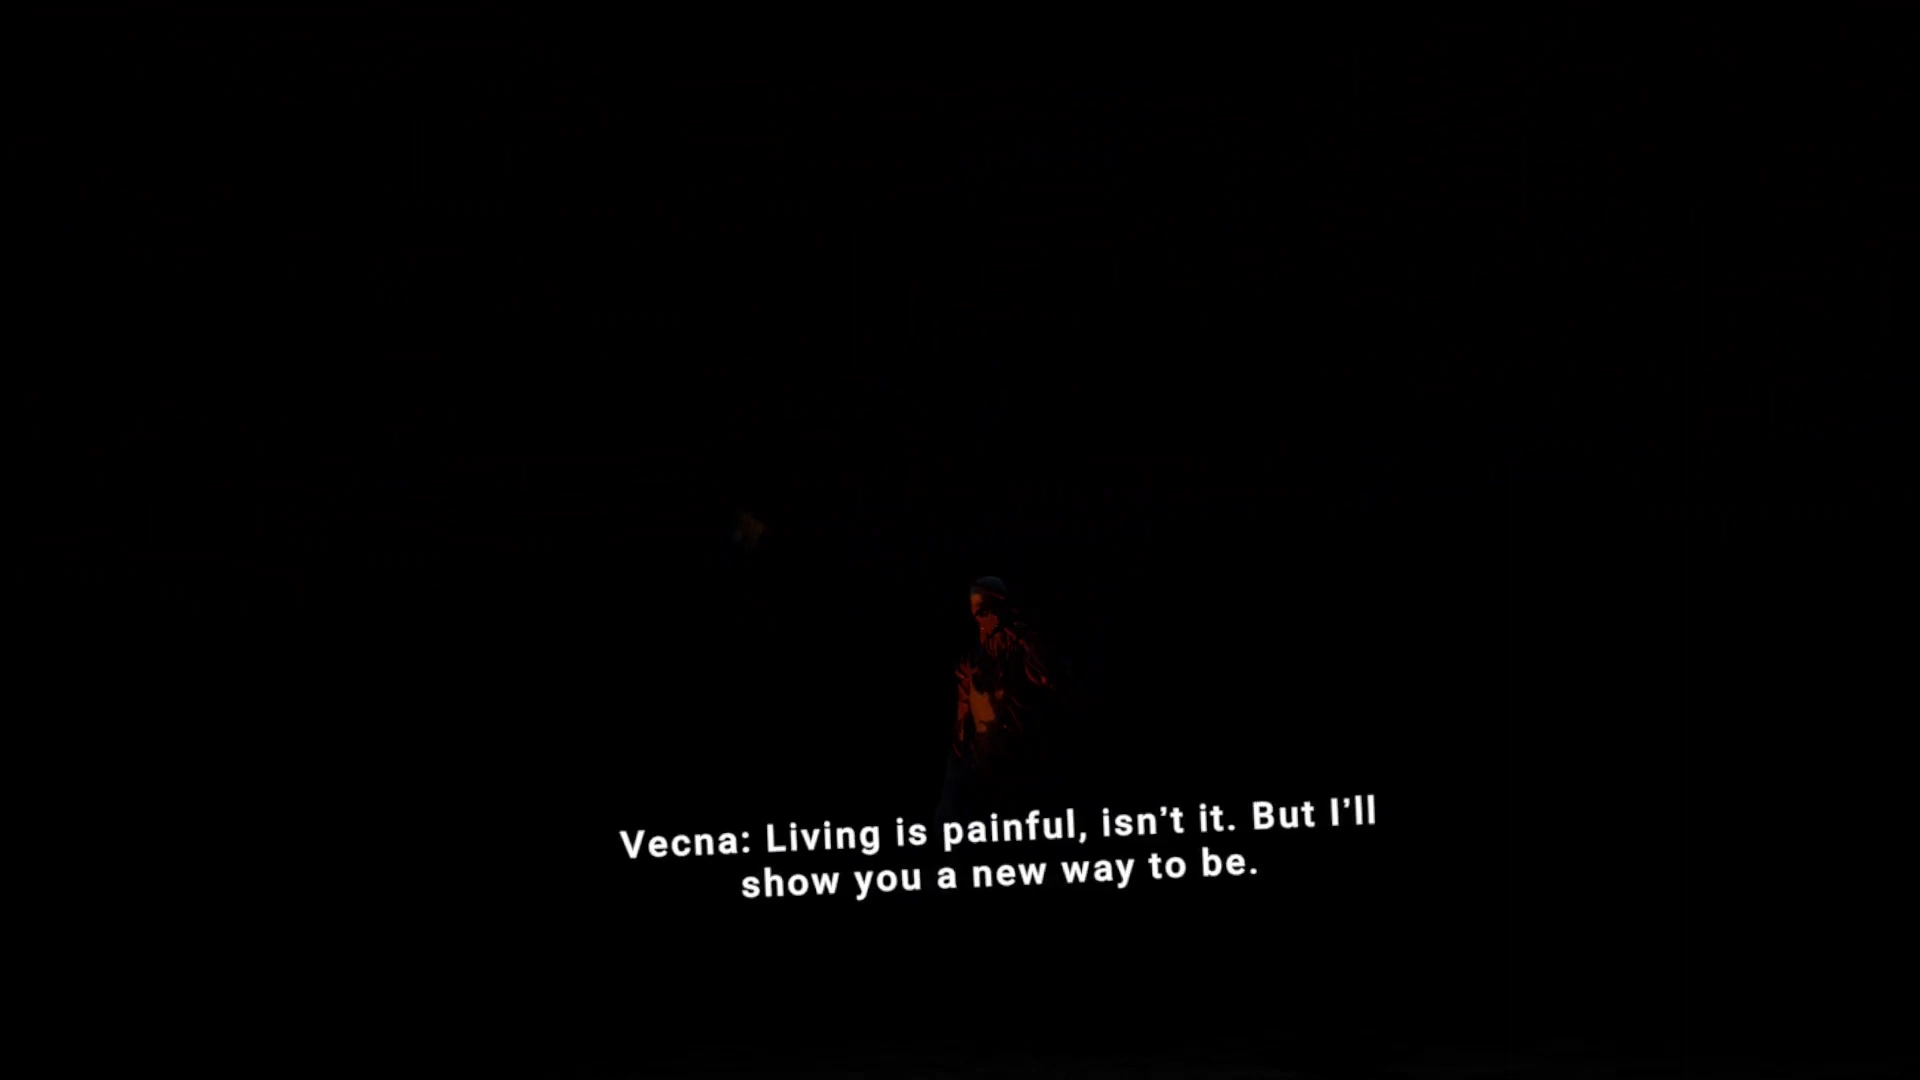 Vecna: Living is painful, isn’t it. But I’ll
show you a new way to be.